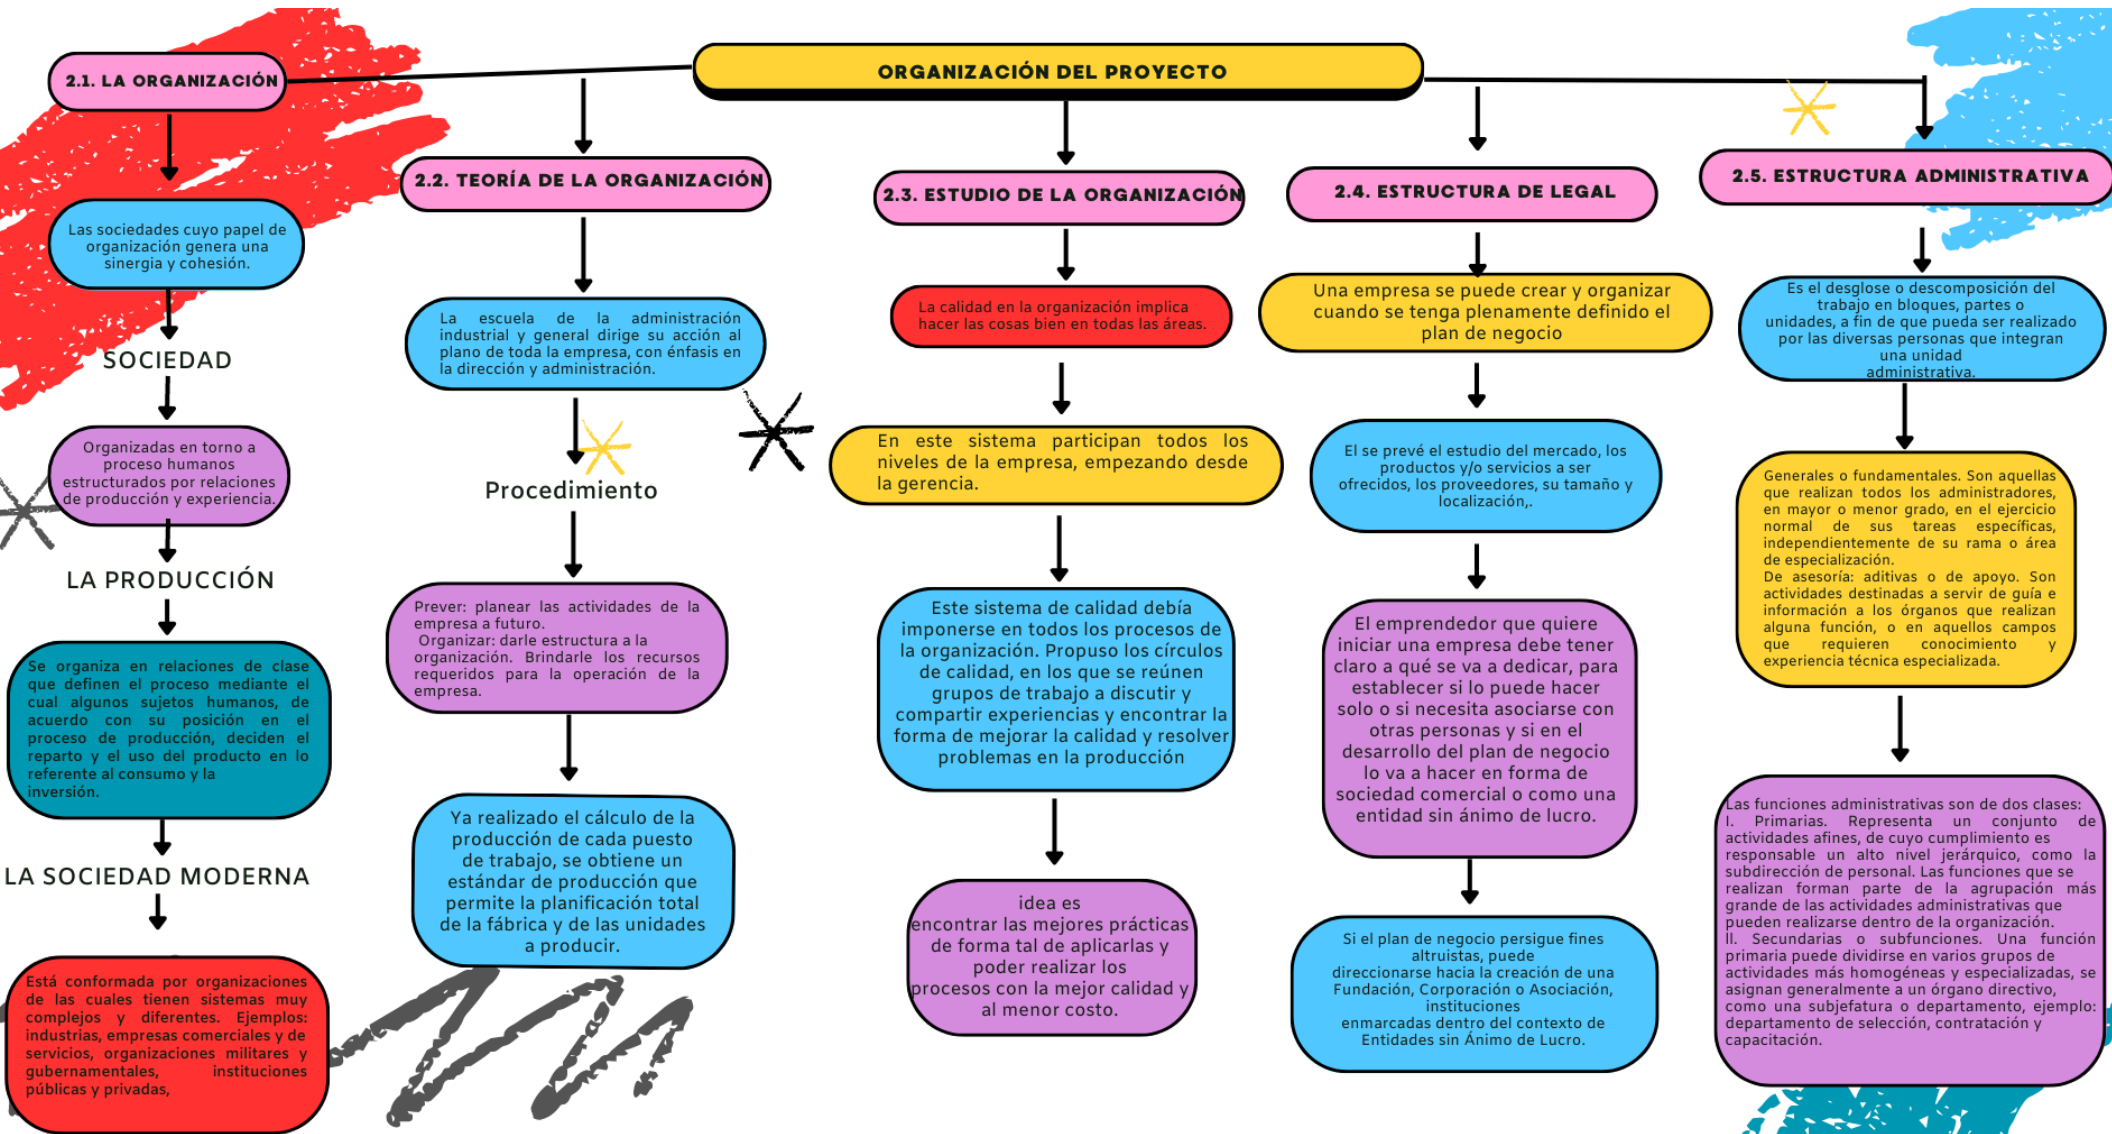 ORGANIZACIÓN DEL PROYECTO
2.1. LA ORGANIZACIÓN
Las sociedades cuyo papel de
organización genera una
sinergia y cohesión.
SOCIEDAD
Organizadas en torno a
proceso humanos
estructurados por relaciones
de producción y experiencia.
LA PRODUCCIÓN
Se organiza en relaciones de clase
que definen el proceso mediante el
cual algunos sujetos humanos, de
acuerdo con su posición en el
proceso de producción, deciden el
reparto y el uso del producto en lo
referente al consumo y la
inversión.
LA SOCIEDAD MODERNA
Está conformada por organizaciones
de las cuales tienen sistemas muy
complejos y diferentes. Ejemplos:
industrias, empresas comerciales y de
servicios, organizaciones militares y
gubernamentales, instituciones
públicas y privadas,
2.2. TEORÍA DE LA ORGANIZACIÓN
La escuela de la administración
industrial y general dirige su acción al
plano de toda la empresa, con énfasis en
la dirección y administración.
Procedimiento
Prever: planear las actividades de la
empresa a futuro.
Organizar: darle estructura a la
organización. Brindarle los recursos
requeridos para la operación de la
empresa.
Ya realizado el cálculo de la
producción de cada puesto
de trabajo, se obtiene un
estándar de producción que
permite la planificación total
de la fábrica y de las unidades
a producir.
2.3. ESTUDIO DE LA ORGANIZACIÓN
La calidad en la organización implica
hacer las cosas bien en todas las áreas.
En este sistema participan todos los
niveles de la empresa, empezando desde
la gerencia.
Este sistema de calidad debía
imponerse en todos los procesos de
la organización. Propuso los círculos
de calidad, en los que se reúnen
grupos de trabajo a discutir y
compartir experiencias y encontrar la
forma de mejorar la calidad y resolver
problemas en la producción
idea es
encontrar las mejores prácticas
de forma tal de aplicarlas y
poder realizar los
procesos con la mejor calidad y
al menor costo.
2.4. ESTRUCTURA DE LEGAL
Una empresa se puede crear y organizar
cuando se tenga plenamente definido el
plan de negocio
El se prevé el estudio del mercado, los
productos y/o servicios a ser
ofrecidos, los proveedores, su tamaño y
localización,.
El emprendedor que quiere
iniciar una empresa debe tener
claro a qué se va a dedicar, para
establecer si lo puede hacer
solo o si necesita asociarse con
otras personas y si en el
desarrollo del plan de negocio
lo va a hacer en forma de
sociedad comercial o como una
entidad sin ánimo de lucro.
Si el plan de negocio persigue fines
altruistas, puede
direccionarse hacia la creación de una
Fundación, Corporación o Asociación,
instituciones
enmarcadas dentro del contexto de
Entidades sin Ánimo de Lucro.
2.5. ESTRUCTURA ADMINISTRATIVA
Es el desglose o descomposición del
trabajo en bloques, partes o
unidades, a fin de que pueda ser realizado
por las diversas personas que integran
una unidad
administrativa.
Generales o fundamentales. Son aquellas
que realizan todos los administradores,
en mayor o menor grado, en el ejercicio
normal de sus tareas específicas,
independientemente de su rama o área
de especialización.
De asesoría: aditivas o de apoyo. Son
actividades destinadas a servir de guía e
información a los órganos que realizan
alguna función, o en aquellos campos
que requieren conocimiento y
experiencia técnica especializada.
Las funciones administrativas son de dos clases:
I. Primarias. Representa un conjunto de
actividades afines, de cuyo cumplimiento es
responsable un alto nivel jerárquico, como la
subdirección de personal. Las funciones que se
realizan forman parte de la agrupación más
grande de las actividades administrativas que
pueden realizarse dentro de la organización.
II. Secundarias o subfunciones. Una función
primaria puede dividirse en varios grupos de
actividades más homogéneas y especializadas, se
asignan generalmente a un órgano directivo,
como una subjefatura o departamento, ejemplo:
departamento de selección, contratación y
capacitación.